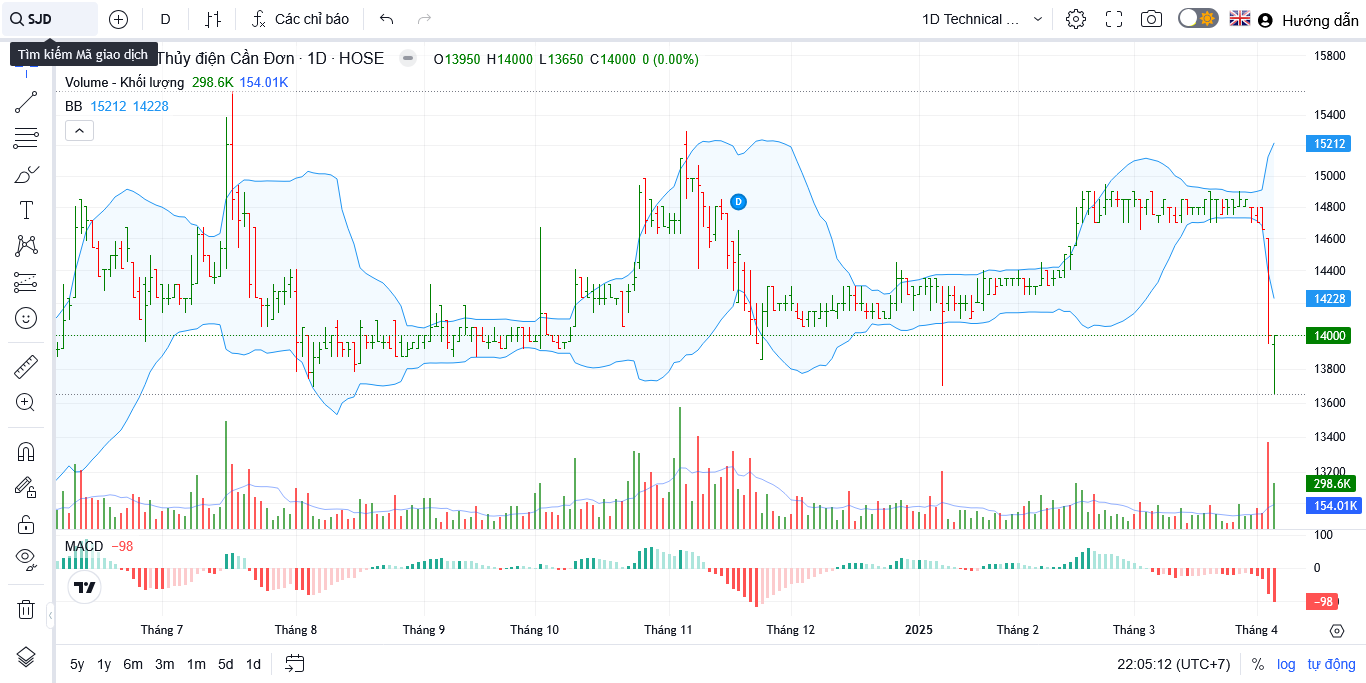 SJD
D
Các chỉ báo
1D Technical ...
Hướng dẫn
Tìm kiếm Mã giao dịch
Thủy điện Cần Đơn · 1D · HOSE
O13950 H14000 L13650 C14000 0 (0.00%)
Volume - Khối lượng 298.6K 154.01K
BB 15212 14228
D
15800
15400
15212
15000
14800
14600
14400
14228
14000
13800
13600
13400
13200
298.6K
154.01K
MACD −98
100
0
−98
Tháng 7
Tháng 8
Tháng 9
Tháng 10
Tháng 11
Tháng 12
2025
Tháng 2
Tháng 3
Tháng 4
5y 1y 6m 3m 1m 5d 1d
22:05:12 (UTC+7)
% log tự động